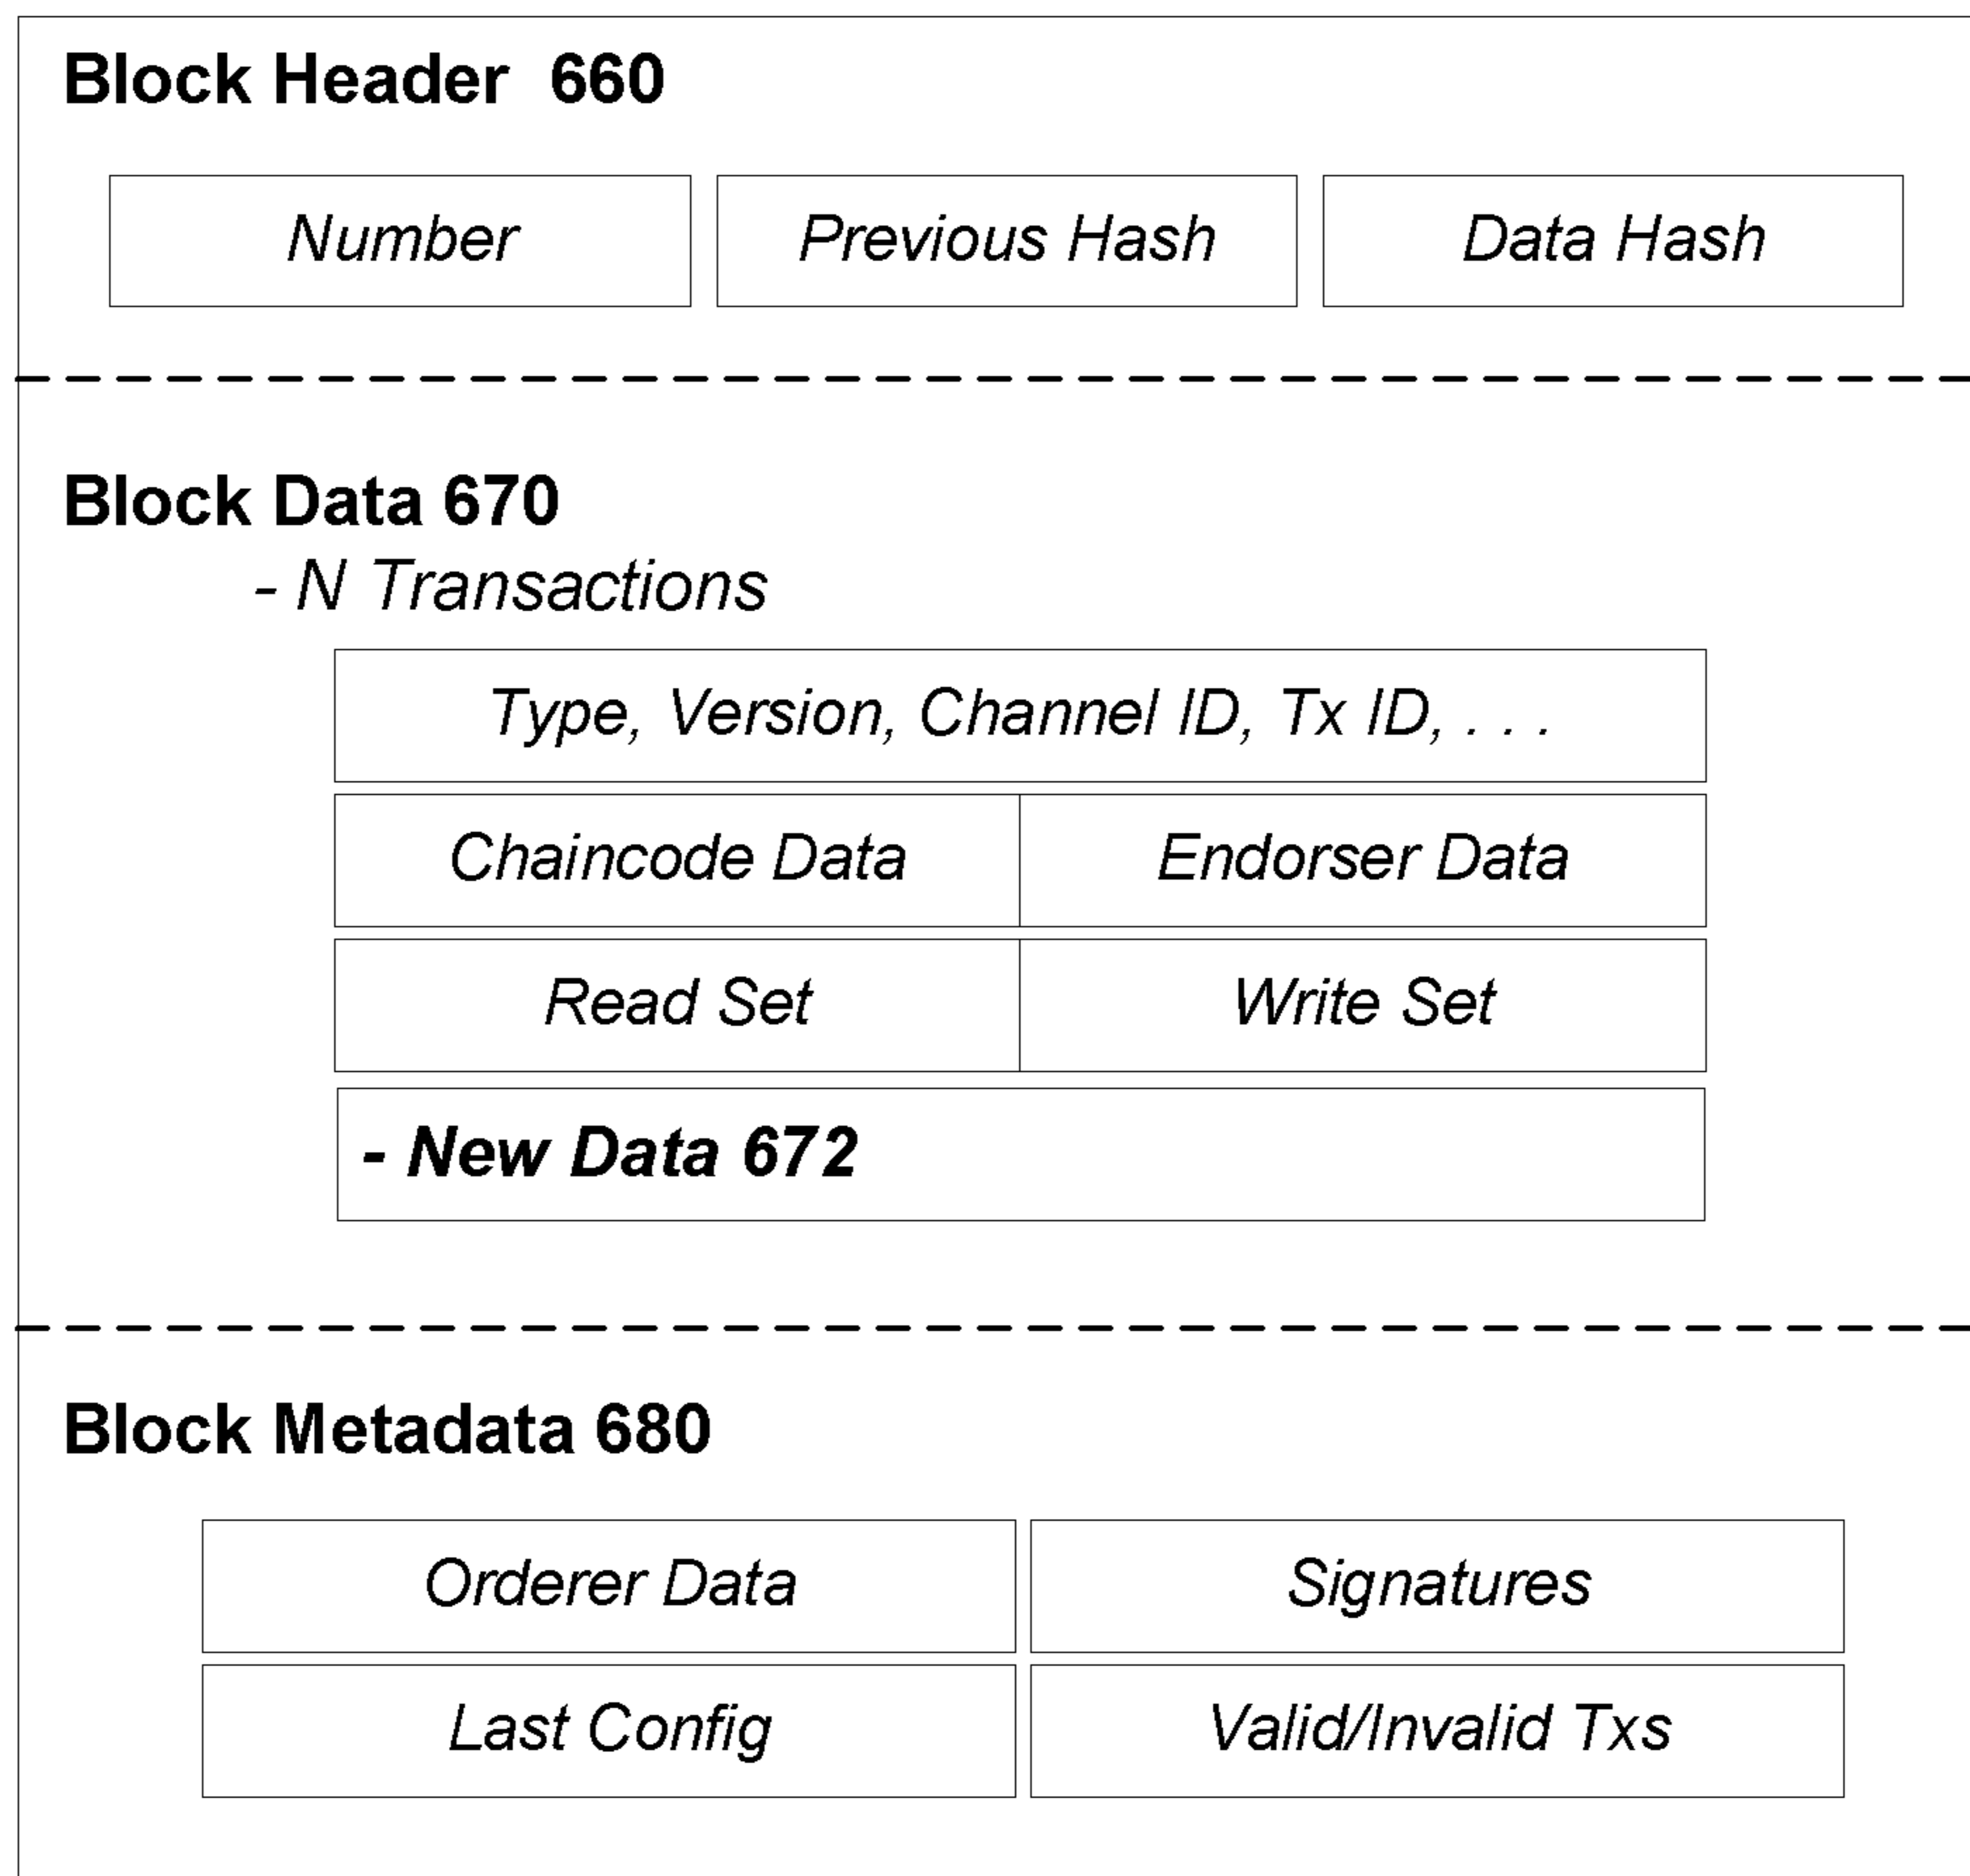 Block Header 660
Number Previous Hash Data Hash
Block Data 670
- N Transactions
Type, Version, Channel ID, Tx ID, . . .
Chaincode Data Endorser Data
Read Set Write Set
- New Data 672
Block Metadata 680
Orderer Data Signatures
Last Config Valid/Invalid Txs